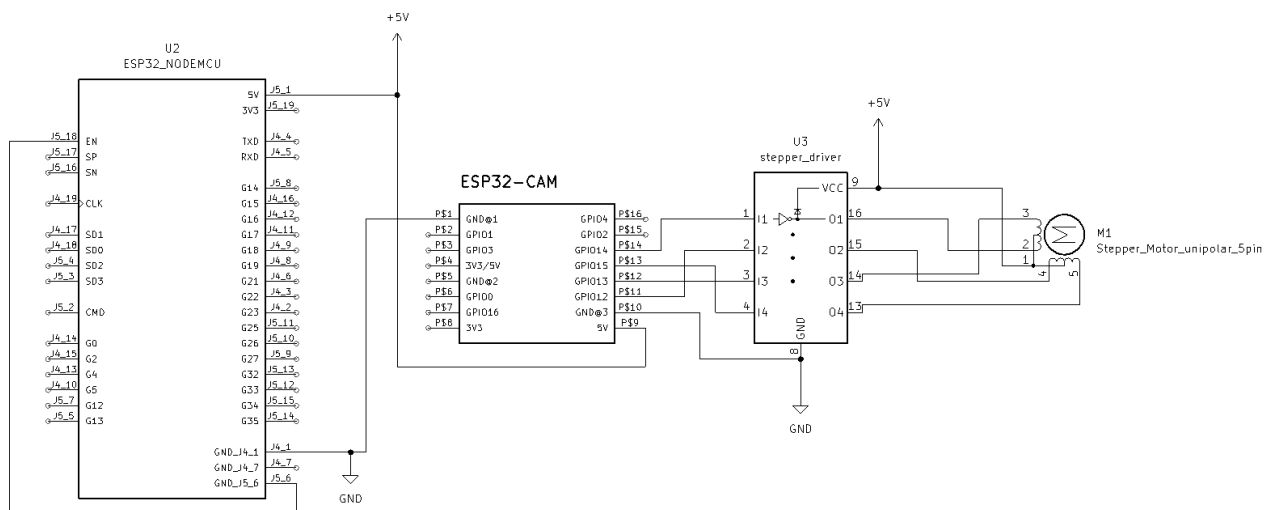 +5V
U2
ESP32_NODEMCU
5V J5_1
3V3 J5_19
J5_18 EN TXD J4_4
J5_17 SP RXD J4_5
J5_16 SN
G14 J5_8
J4_19 CLK G15 J4_16
G16 J4_12
J4_17 SD1 G17 J4_11
J4_18 SD0 G18 J4_9
J5_4 SD2 G19 J4_8
J5_3 SD3 G21 J4_6
G22 J4_3
J5_2 CMD G23 J4_2
G25 J5_11
J4_14 G0 G26 J5_10
J4_15 G2 G27 J5_9
J4_13 G4 G32 J5_13
J4_10 G5 G33 J5_12
J5_7 G12 G34 J5_15
J5_5 G13 G35 J5_14
GND_J4_1 J4_1
GND_J4_7 J4_7
GND_J5_6 J5_6
GND
ESP32-CAM
P$1 GND@1 GPIO4 P$16
P$2 GPIO1 GPIO2 P$15
P$3 GPIO3 GPIO14 P$14
P$4 3V3/5V GPIO15 P$13
P$5 GND@2 GPIO13 P$12
P$6 GPIO0 GPIO12 P$11
P$7 GPIO16 GND@3 P$10
P$8 3V3 5V P$9
+5V
U3
stepper_driver
VCC 9
1 I1 O1 16
2 I2 O2 15
3 I3 O3 14
4 I4 O4 13
GND
8
GND
3
2
1
4
5
M1
Stepper_Motor_unipolar_5pin